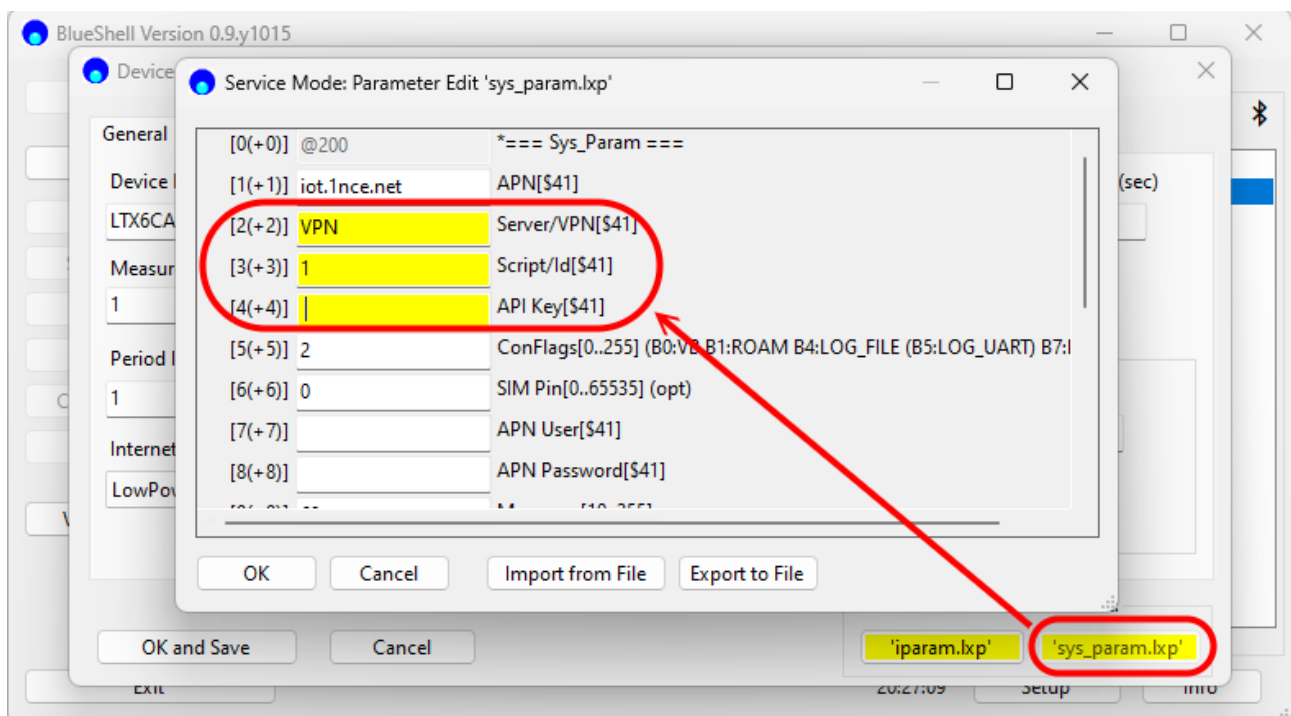 BlueShell Version 0.9.y1015
Device
Service Mode: Parameter Edit 'sys_param.lxp'
General
[0(+0)] @200 *=== Sys_Param ===
Device (sec)
[1(+1)] iot.1nce.net APN[$41]
LTX6CA
[2(+2)] VPN Server/VPN[$41]
Measur
[3(+3)] 1 Script/Id[$41]
1
[4(+4)] API Key[$41]
Period
[5(+5)] 2 ConFlags[0..255] (B0:VB B1:ROAM B4:LOG_FILE (B5:LOG_UART) B7:
1
[6(+6)] 0 SIM Pin[0..65535] (opt)
[7(+7)] APN User[$41]
Internet
[8(+8)] APN Password[$41]
LowPow
OK Cancel Import from File Export to File
OK and Save Cancel 'iparam.lxp' 'sys_param.lxp'
Exit 20:27:09 Setup Info